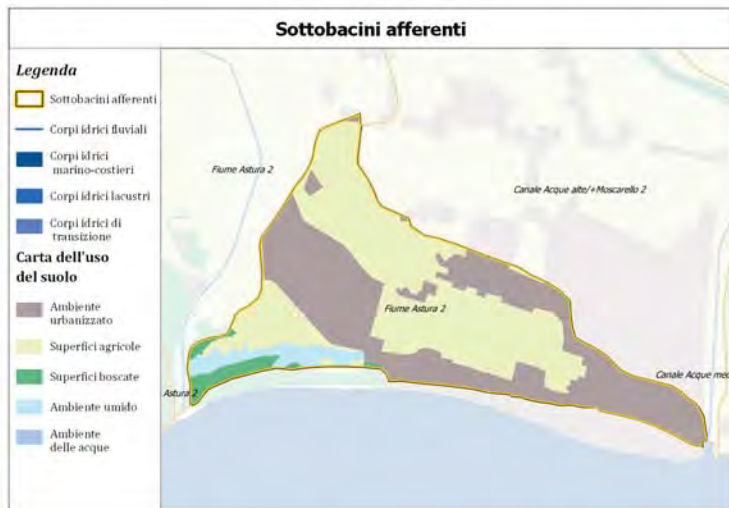 Sottobacini afferenti
Legenda
Sottobacini afferenti
Corpi idrici fluviali
Corpi idrici
marino-costieri
Corpi idrici lacustri
Corpi idrici di
transizione
Carta dell'uso
del suolo
Ambiente
urbanizzato
Superfici agricole
Superfici boscate
Ambiente umido
Ambiente
delle acque
Fiume Astura 2
Canale Acque alte/+Moscarello 2
Fiume Astura 2
Canale Acque med
Astura 2